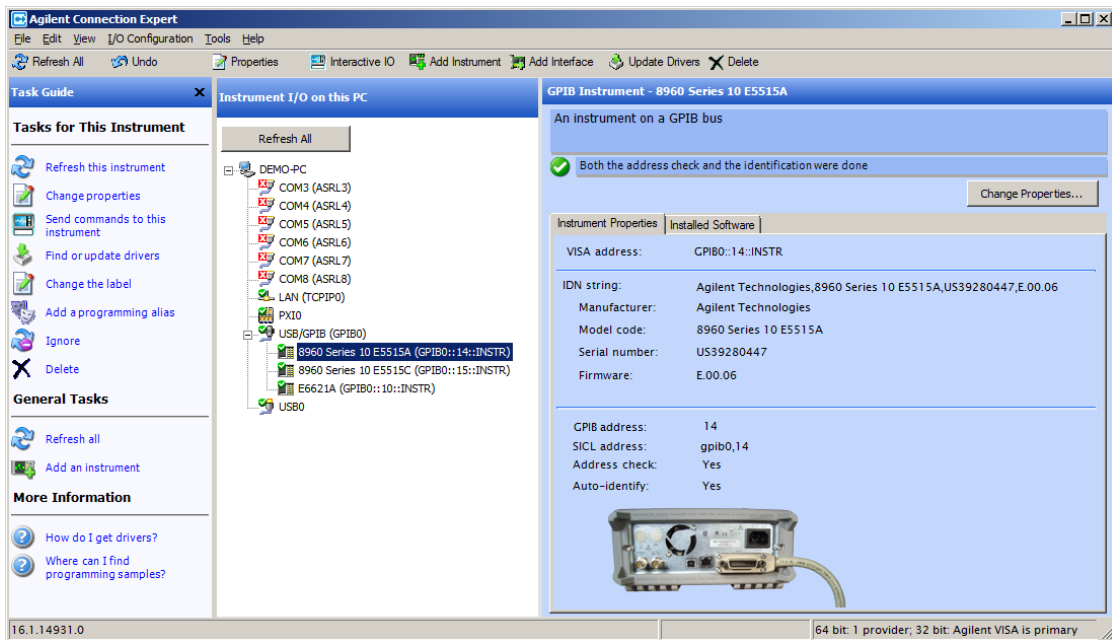 Agilent Connection Expert
File Edit View I/O Configuration Tools Help
Refresh All Undo Properties Interactive IO Add Instrument Add Interface Update Drivers Delete
Task Guide
Tasks for This Instrument
Refresh this instrument
Change properties
Send commands to this
instrument
Find or update drivers
Change the label
Add a programming alias
Ignore
Delete
General Tasks
Refresh all
Add an instrument
More Information
How do I get drivers?
Where can I find
programming samples?
Instrument I/O on this PC
Refresh All
DEMO-PC
COM3 (ASRL3)
COM4 (ASRL4)
COM5 (ASRL5)
COM6 (ASRL6)
COM7 (ASRL7)
COM8 (ASRL8)
LAN (TCPIP0)
PXI0
USB/GPIB (GPIB0)
8960 Series 10 E5515A (GPIB0::14::INSTR)
8960 Series 10 E5515C (GPIB0::15::INSTR)
E6621A (GPIB0::10::INSTR)
USB0
GPIB Instrument - 8960 Series 10 E5515A
An instrument on a GPIB bus
Both the address check and the identification were done
Change Properties...
Instrument Properties Installed Software
VISA address: GPIB0::14::INSTR
IDN string: Agilent Technologies,8960 Series 10 E5515A,US39280447,E.00.06
Manufacturer: Agilent Technologies
Model code: 8960 Series 10 E5515A
Serial number: US39280447
Firmware: E.00.06
GPIB address: 14
SICL address: gpib0,14
Address check: Yes
Auto-identify: Yes
16.1.14931.0
64 bit: 1 provider; 32 bit: Agilent VISA is primary